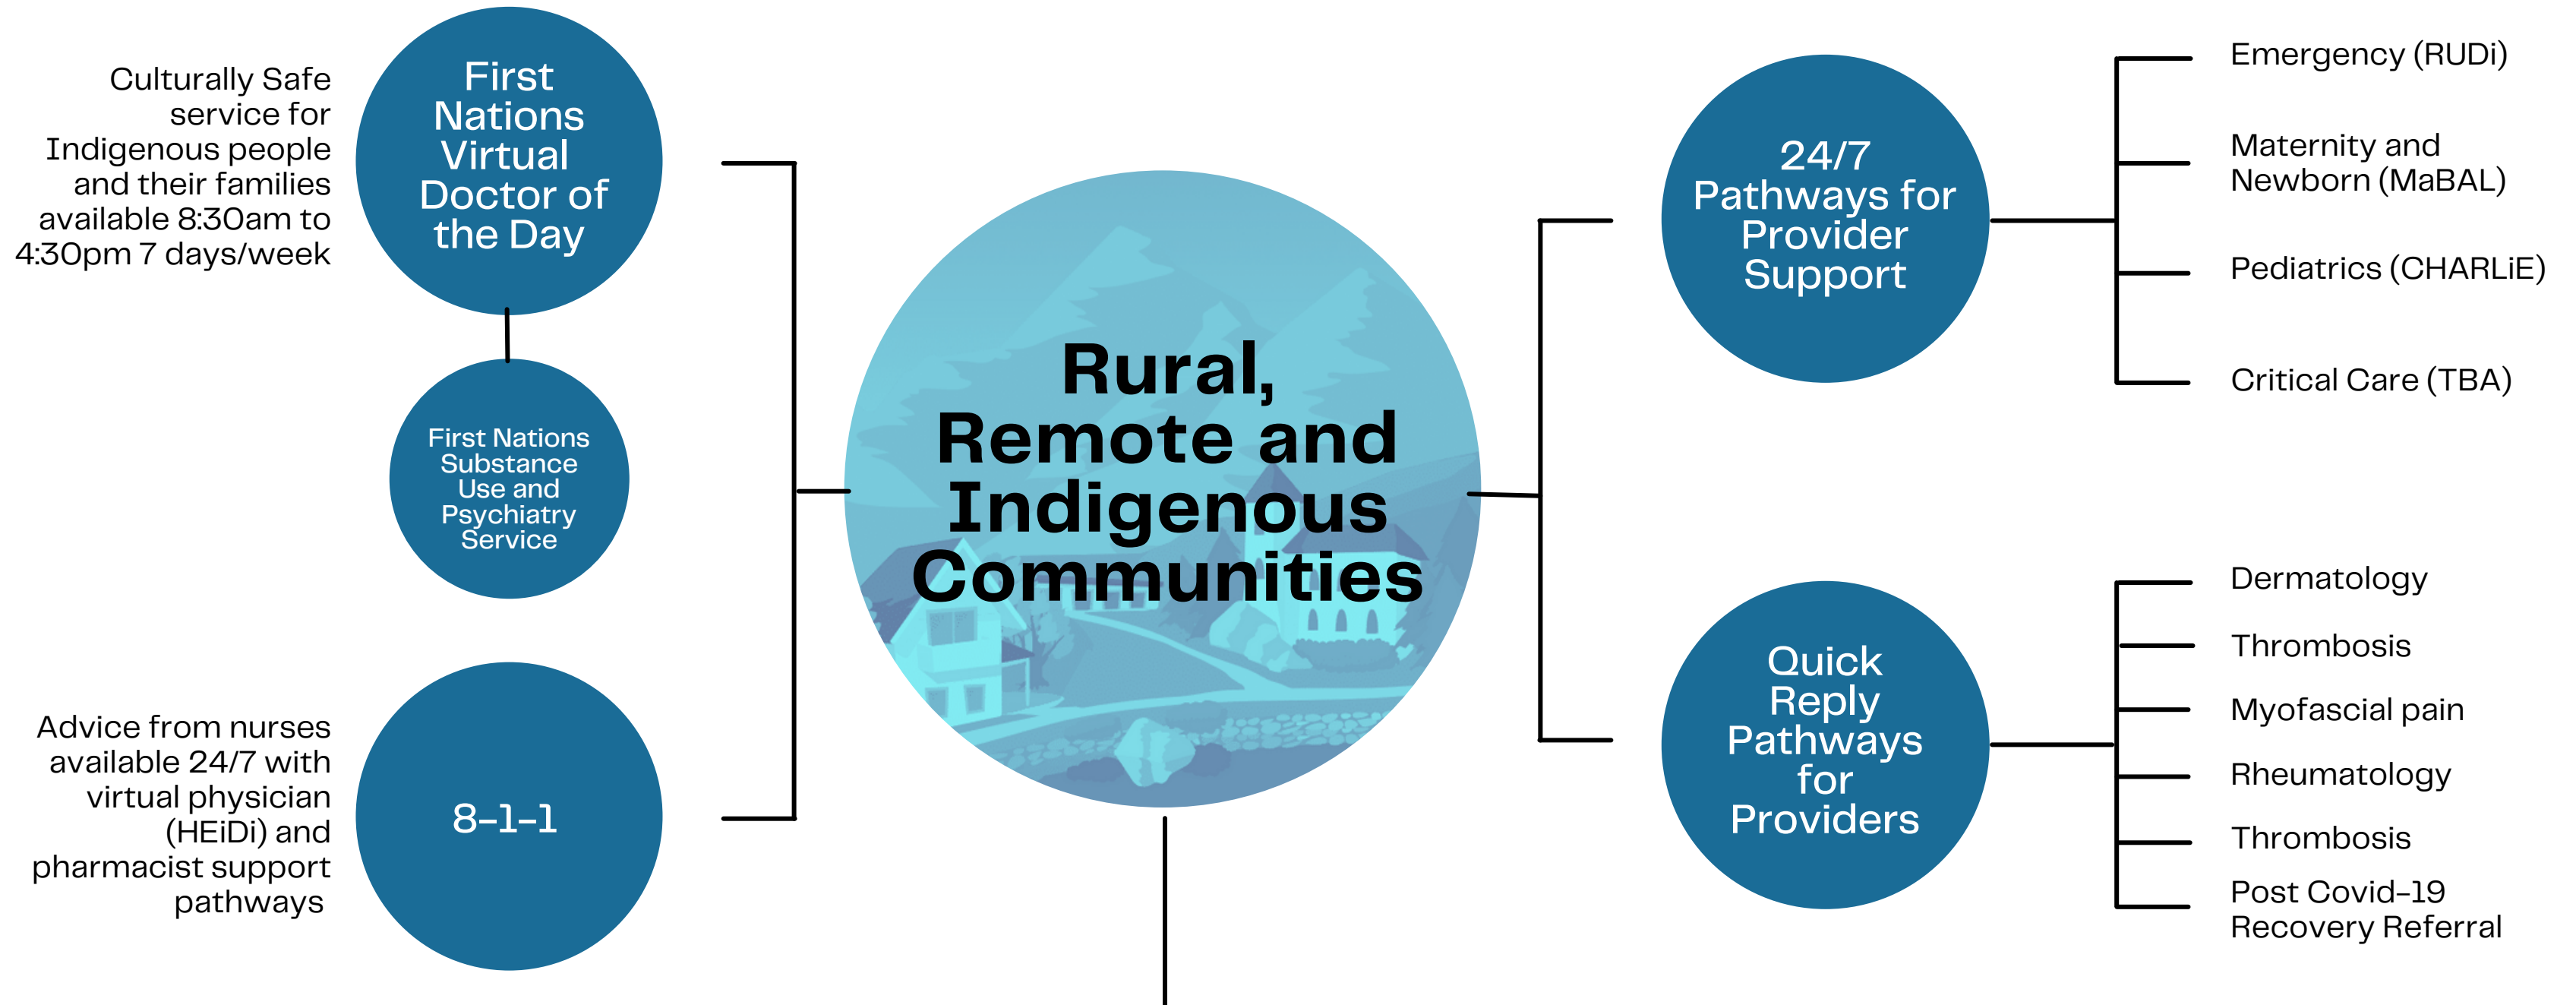 Culturally Safe
service for
Indigenous people
and their families
available 8:30am to
4:30pm 7 days/week
First
Nations
Virtual
Doctor of
the Day
First Nations
Substance
Use and
Psychiatry
Service
Advice from nurses
available 24/7 with
virtual physician
(HEiDi) and
pharmacist support
pathways
8-1-1
Rural,
Remote and
Indigenous
Communities
24/7
Pathways for
Provider
Support
Emergency (RUDi)
Maternity and
Newborn (MaBAL)
Pediatrics (CHARLiE)
Critical Care (TBA)
Quick
Reply
Pathways
for
Providers
Dermatology
Thrombosis
Myofascial pain
Rheumatology
Thrombosis
Post Covid-19
Recovery Referral